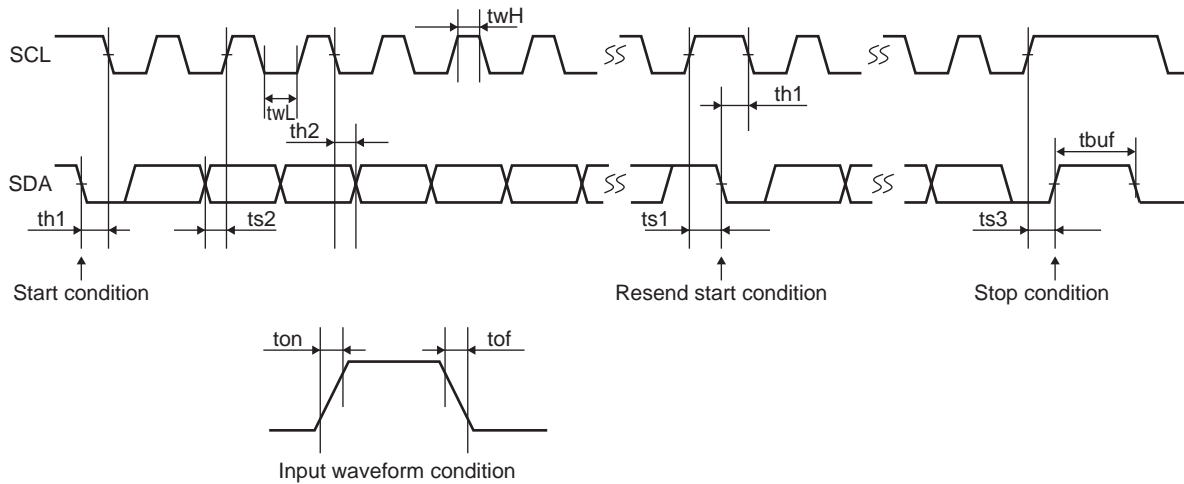 twH
SCL
twL
th2
th1
tbuf
SDA
th1
ts2
ts1
ts3
Start condition
Resend start condition
Stop condition
ton
tof
Input waveform condition